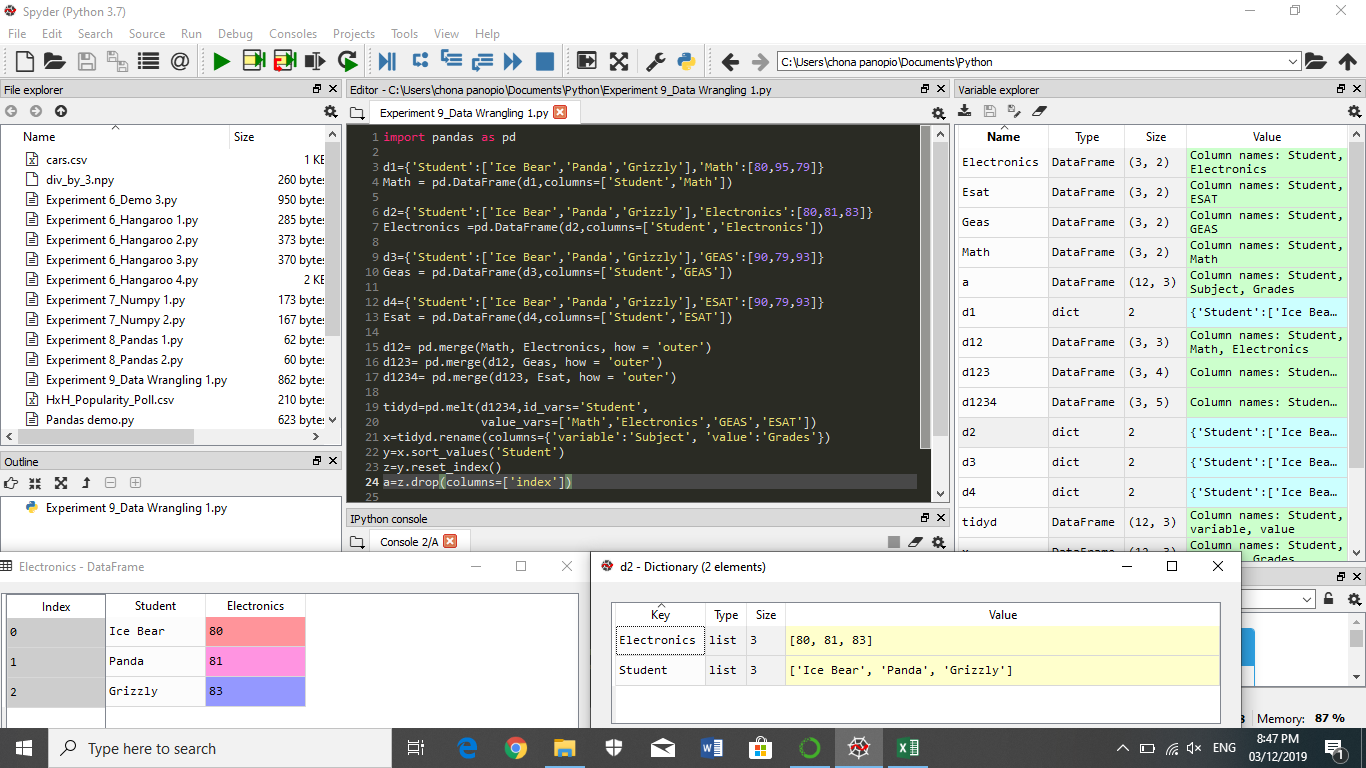 Spyder (Python 3.7)
File Edit Search Source Run Debug Consoles Projects Tools View Help
C:\Users\chona panopio\Documents\Python
File explorer
Name Size
cars.csv 1 KE
div_by_3.npy 260 bytes
Experiment 6_Demo 3.py 950 bytes
Experiment 6_Hangaroo 1.py 285 bytes
Experiment 6_Hangaroo 2.py 373 bytes
Experiment 6_Hangaroo 3.py 370 bytes
Experiment 6_Hangaroo 4.py 2 KE
Experiment 7_Numpy 1.py 173 bytes
Experiment 7_Numpy 2.py 167 bytes
Experiment 8_Pandas 1.py 62 bytes
Experiment 8_Pandas 2.py 60 bytes
Experiment 9_Data Wrangling 1.py 862 bytes
HxH_Popularity_Poll.csv 210 bytes
Pandas demo.py 623 bytes
Outline
Experiment 9_Data Wrangling 1.py
Editor - C:\Users\chona panopio\Documents\Python\Experiment 9_Data Wrangling 1.py
Experiment 9_Data Wrangling 1.py
1 import pandas as pd
2
3 d1={'Student':['Ice Bear','Panda','Grizzly'],'Math':[80,95,79]}
4 Math = pd.DataFrame(d1,columns=['Student','Math'])
5
6 d2={'Student':['Ice Bear','Panda','Grizzly'],'Electronics':[80,81,83]}
7 Electronics =pd.DataFrame(d2,columns=['Student','Electronics'])
8
9 d3={'Student':['Ice Bear','Panda','Grizzly'],'GEAS':[90,79,93]}
10 Geas = pd.DataFrame(d3,columns=['Student','GEAS'])
11
12 d4={'Student':['Ice Bear','Panda','Grizzly'],'ESAT':[90,79,93]}
13 Esat = pd.DataFrame(d4,columns=['Student','ESAT'])
14
15 d12= pd.merge(Math, Electronics, how = 'outer')
16 d123= pd.merge(d12, Geas, how = 'outer')
17 d1234= pd.merge(d123, Esat, how = 'outer')
18
19 tidyd=pd.melt(d1234,id_vars='Student',
20 value_vars=['Math','Electronics','GEAS','ESAT'])
21 x=tidyd.rename(columns={'variable':'Subject', 'value':'Grades'})
22 y=x.sort_values('Student')
23 z=y.reset_index()
24 a=z.drop(columns=['index'])
25
IPython console
Console 2/A
Variable explorer
Name Type Size Value
Electronics DataFrame (3, 2) Column names: Student,
Electronics
Esat DataFrame (3, 2) Column names: Student,
ESAT
Geas DataFrame (3, 2) Column names: Student,
GEAS
Math DataFrame (3, 2) Column names: Student,
Math
a DataFrame (12, 3) Column names: Student,
Subject, Grades
d1 dict 2 {'Student':['Ice Bea…
d12 DataFrame (3, 3) Column names: Student,
Math, Electronics
d123 DataFrame (3, 4) Column names: Studen…
d1234 DataFrame (3, 5) Column names: Studen…
d2 dict 2 {'Student':['Ice Bea…
d3 dict 2 {'Student':['Ice Bea…
d4 dict 2 {'Student':['Ice Bea…
tidyd DataFrame (12, 3) Column names: Student,
variable, value
Column names: Student,
Electronics - DataFrame
Index Student Electronics
0 Ice Bear 80
1 Panda 81
2 Grizzly 83
d2 - Dictionary (2 elements)
Key Type Size Value
Electronics list 3 [80, 81, 83]
Student list 3 ['Ice Bear', 'Panda', 'Grizzly']
Memory: 87 %
Type here to search
ENG
8:47 PM
03/12/2019
1